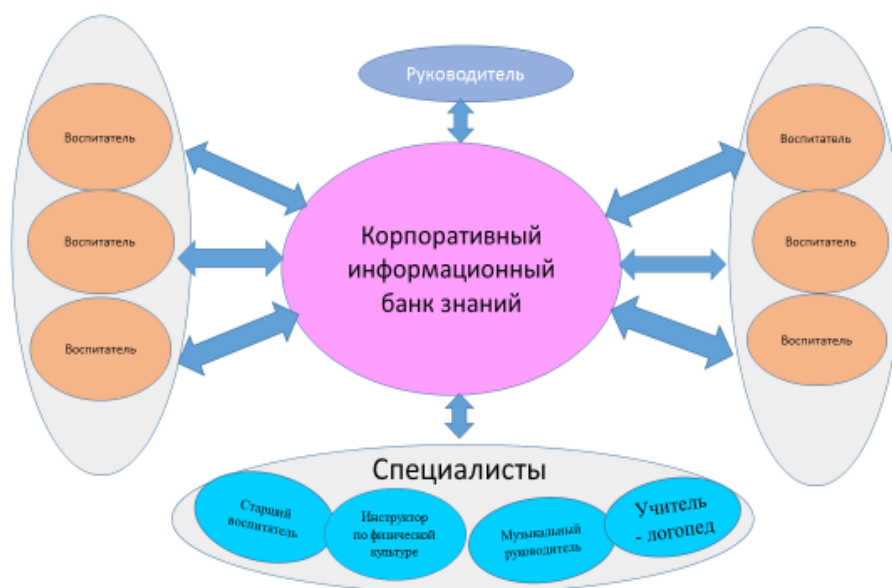 Руководитель
Воспитатель
Воспитатель
Воспитатель
Корпоративный
информационный
банк знаний
Воспитатель
Воспитатель
Воспитатель
Специалисты
Старший
воспитатель
Инструктор
по физической
культуре
Музыкальный
руководитель
Учитель
- логопед